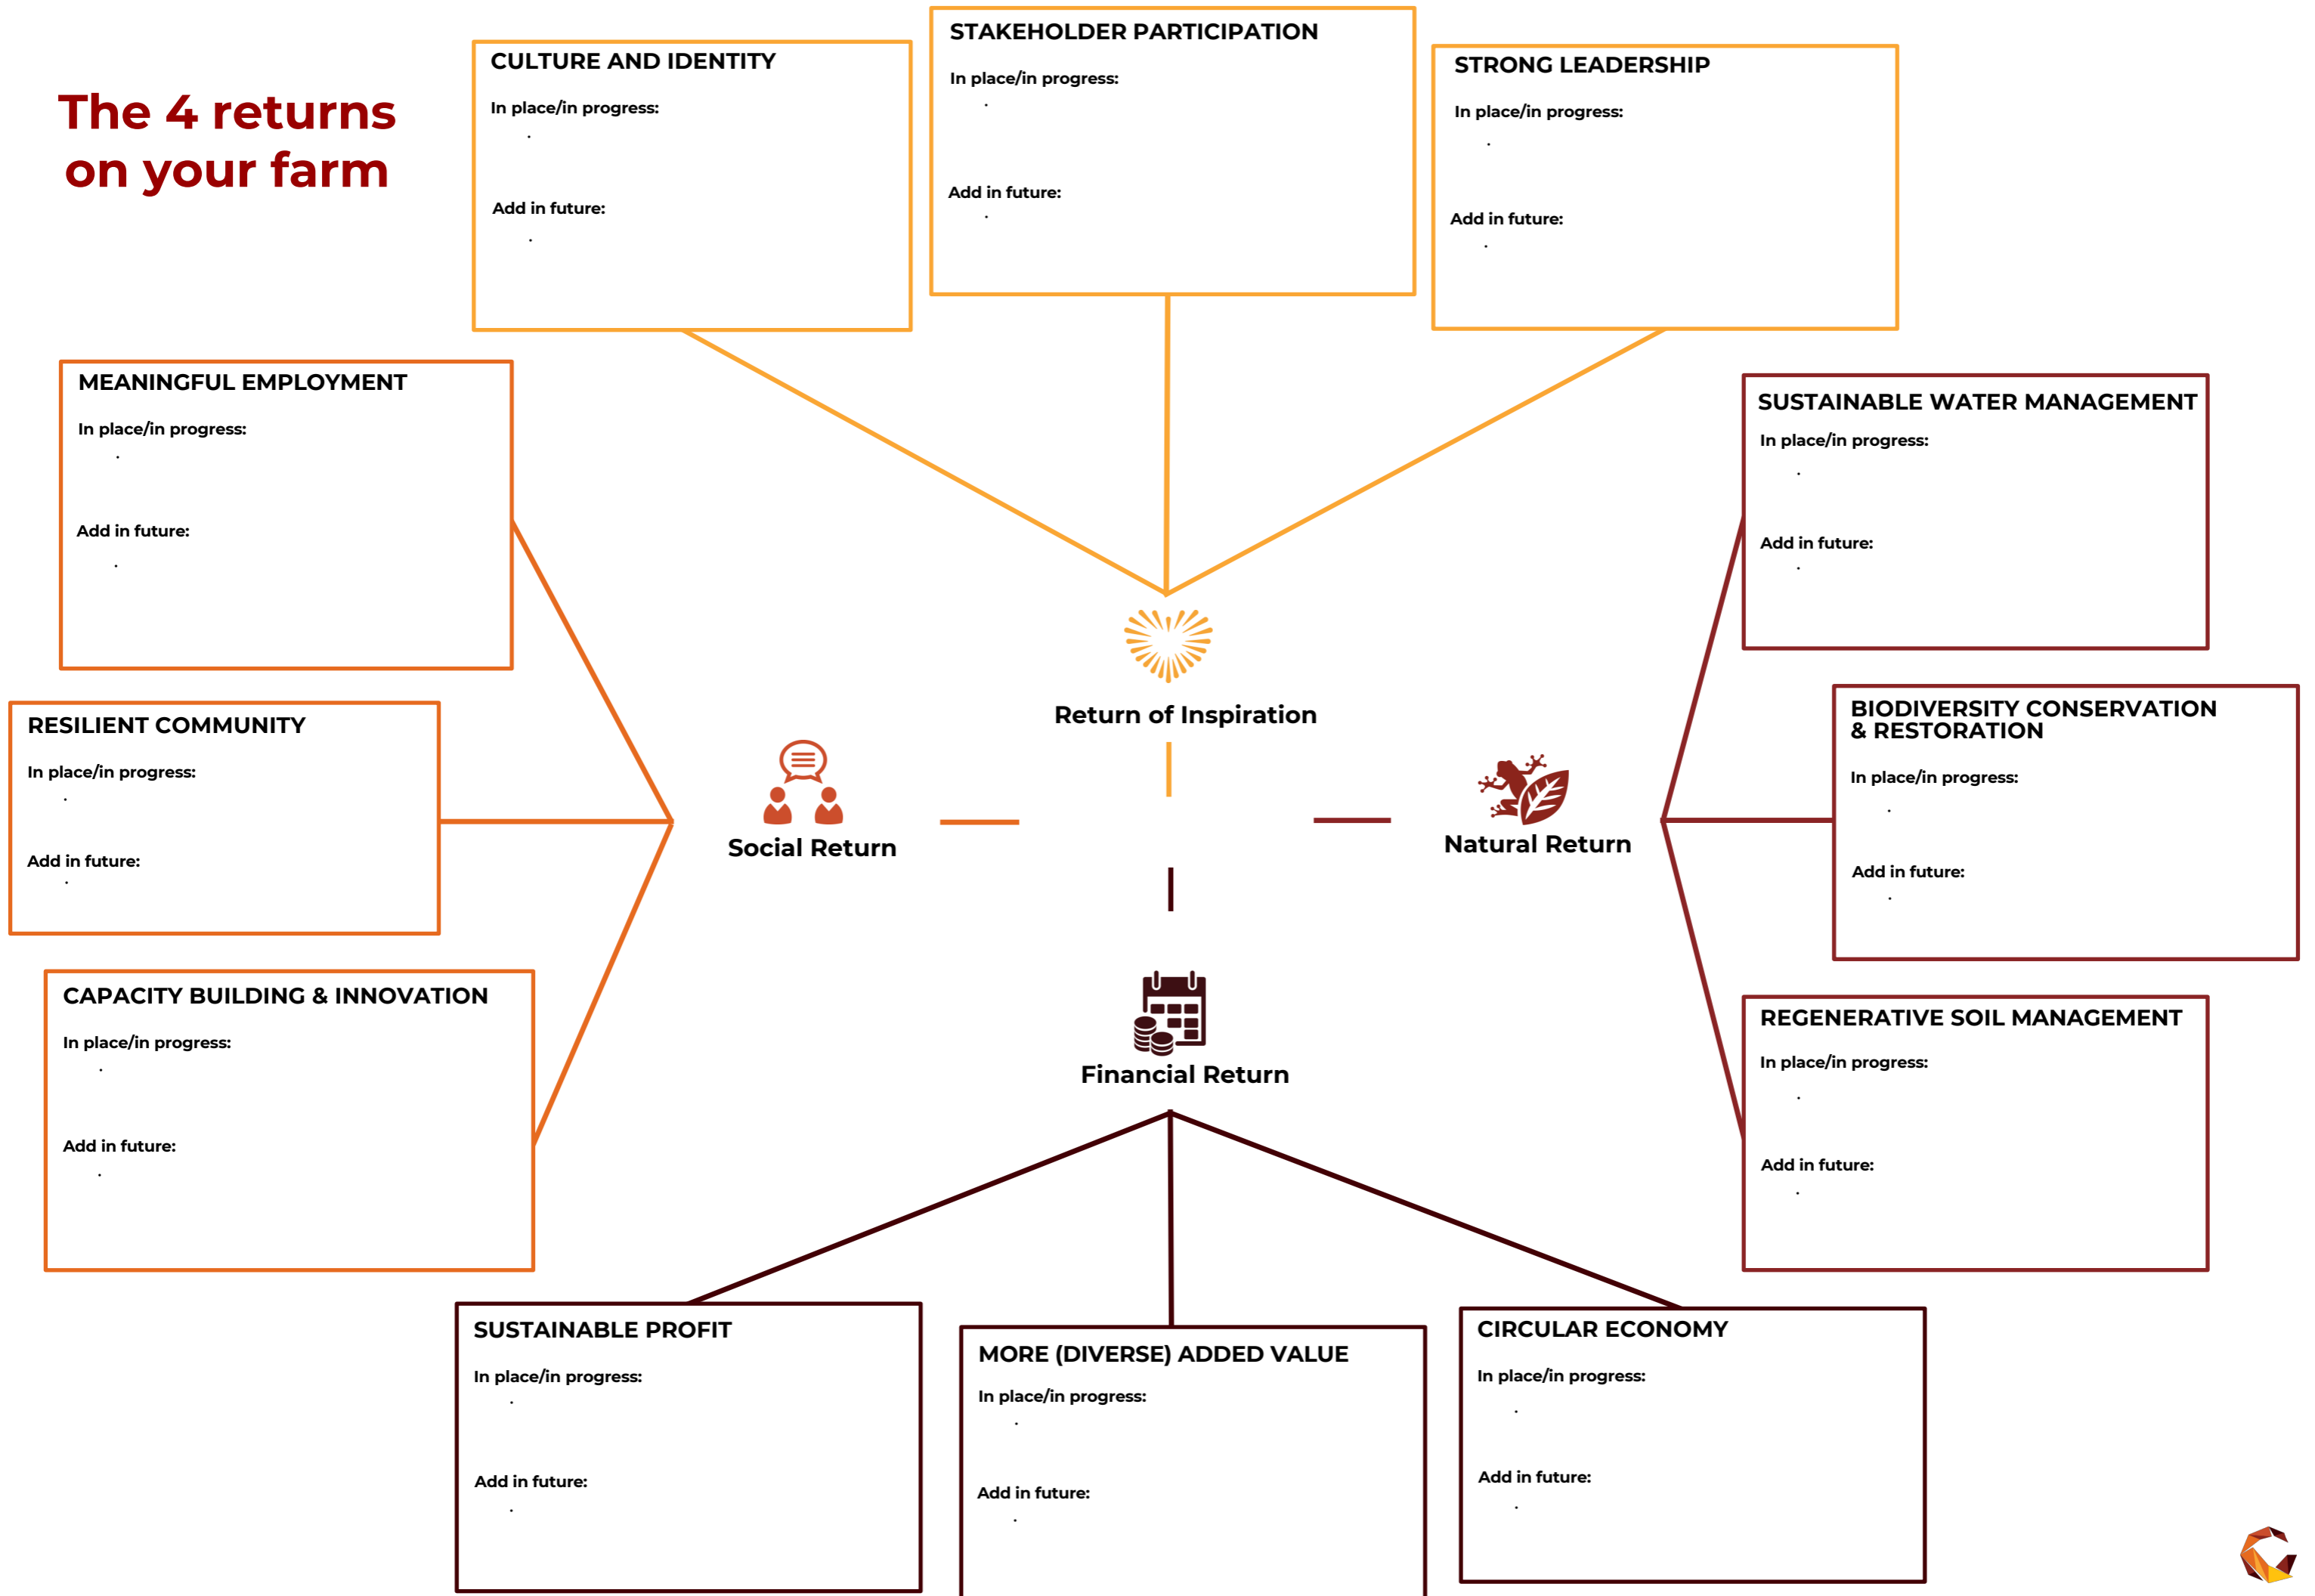 The 4 returns
on your farm
CULTURE AND IDENTITY
In place/in progress:
.
Add in future:
.
STAKEHOLDER PARTICIPATION
In place/in progress:
.
Add in future:
.
STRONG LEADERSHIP
In place/in progress:
.
Add in future:
.
MEANINGFUL EMPLOYMENT
In place/in progress:
.
Add in future:
.
RESILIENT COMMUNITY
In place/in progress:
.
Add in future:
.
CAPACITY BUILDING & INNOVATION
In place/in progress:
.
Add in future:
.
Return of Inspiration
Social Return
Natural Return
Financial Return
SUSTAINABLE WATER MANAGEMENT
In place/in progress:
.
Add in future:
.
BIODIVERSITY CONSERVATION
& RESTORATION
In place/in progress:
.
Add in future:
.
REGENERATIVE SOIL MANAGEMENT
In place/in progress:
.
Add in future:
.
SUSTAINABLE PROFIT
In place/in progress:
.
Add in future:
.
MORE (DIVERSE) ADDED VALUE
In place/in progress:
.
Add in future:
.
CIRCULAR ECONOMY
In place/in progress:
.
Add in future:
.